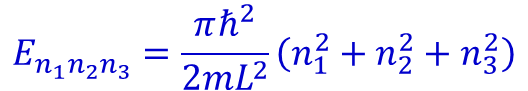 E_{n_1 n_2 n_3} = \frac{\pi\hbar^2}{2mL^2} (n_1^2 + n_2^2 + n_3^2)